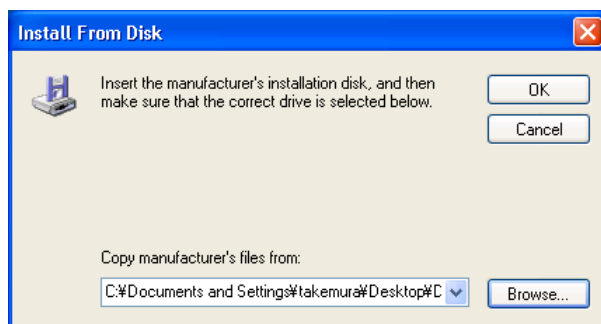 Install From Disk
Insert the manufacturer's installation disk, and then
make sure that the correct drive is selected below.
OK
Cancel
Copy manufacturer's files from:
C:¥Documents and Settings¥takemura¥Desktop¥D
Browse...